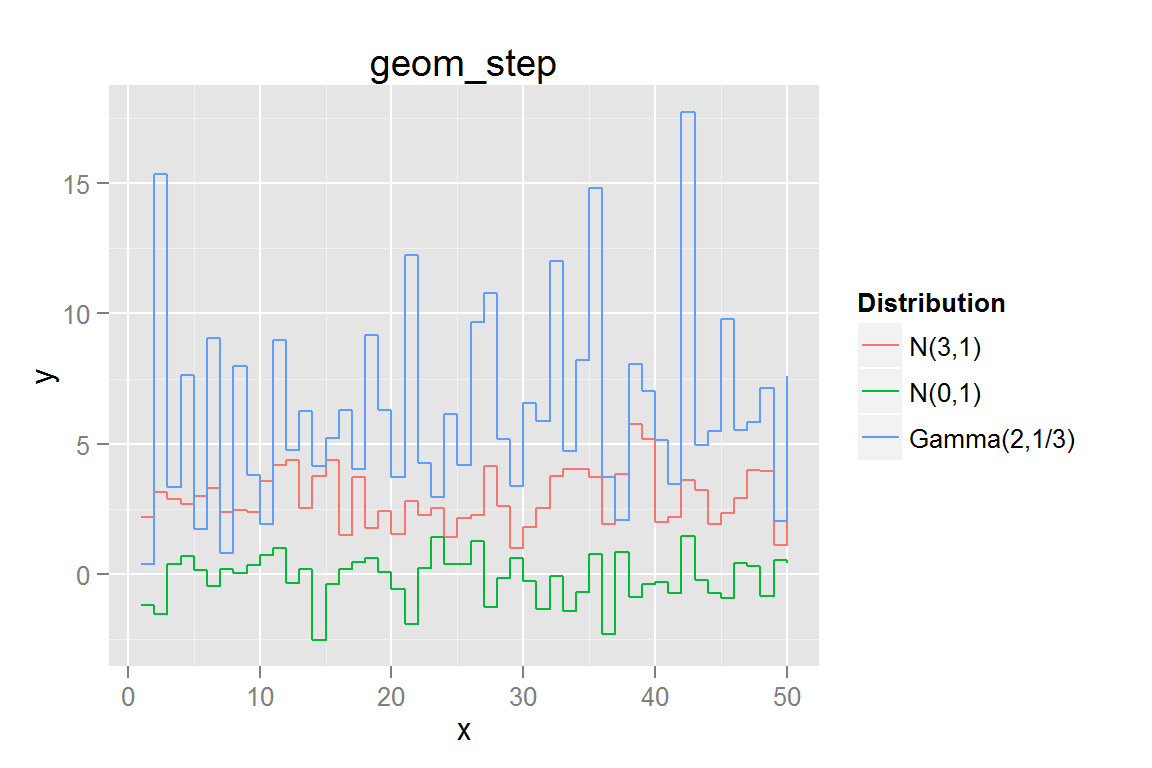 geom_step
15
10
5
0
y
0 10 20 30 40 50
x
Distribution
N(3,1)
N(0,1)
Gamma(2,1/3)